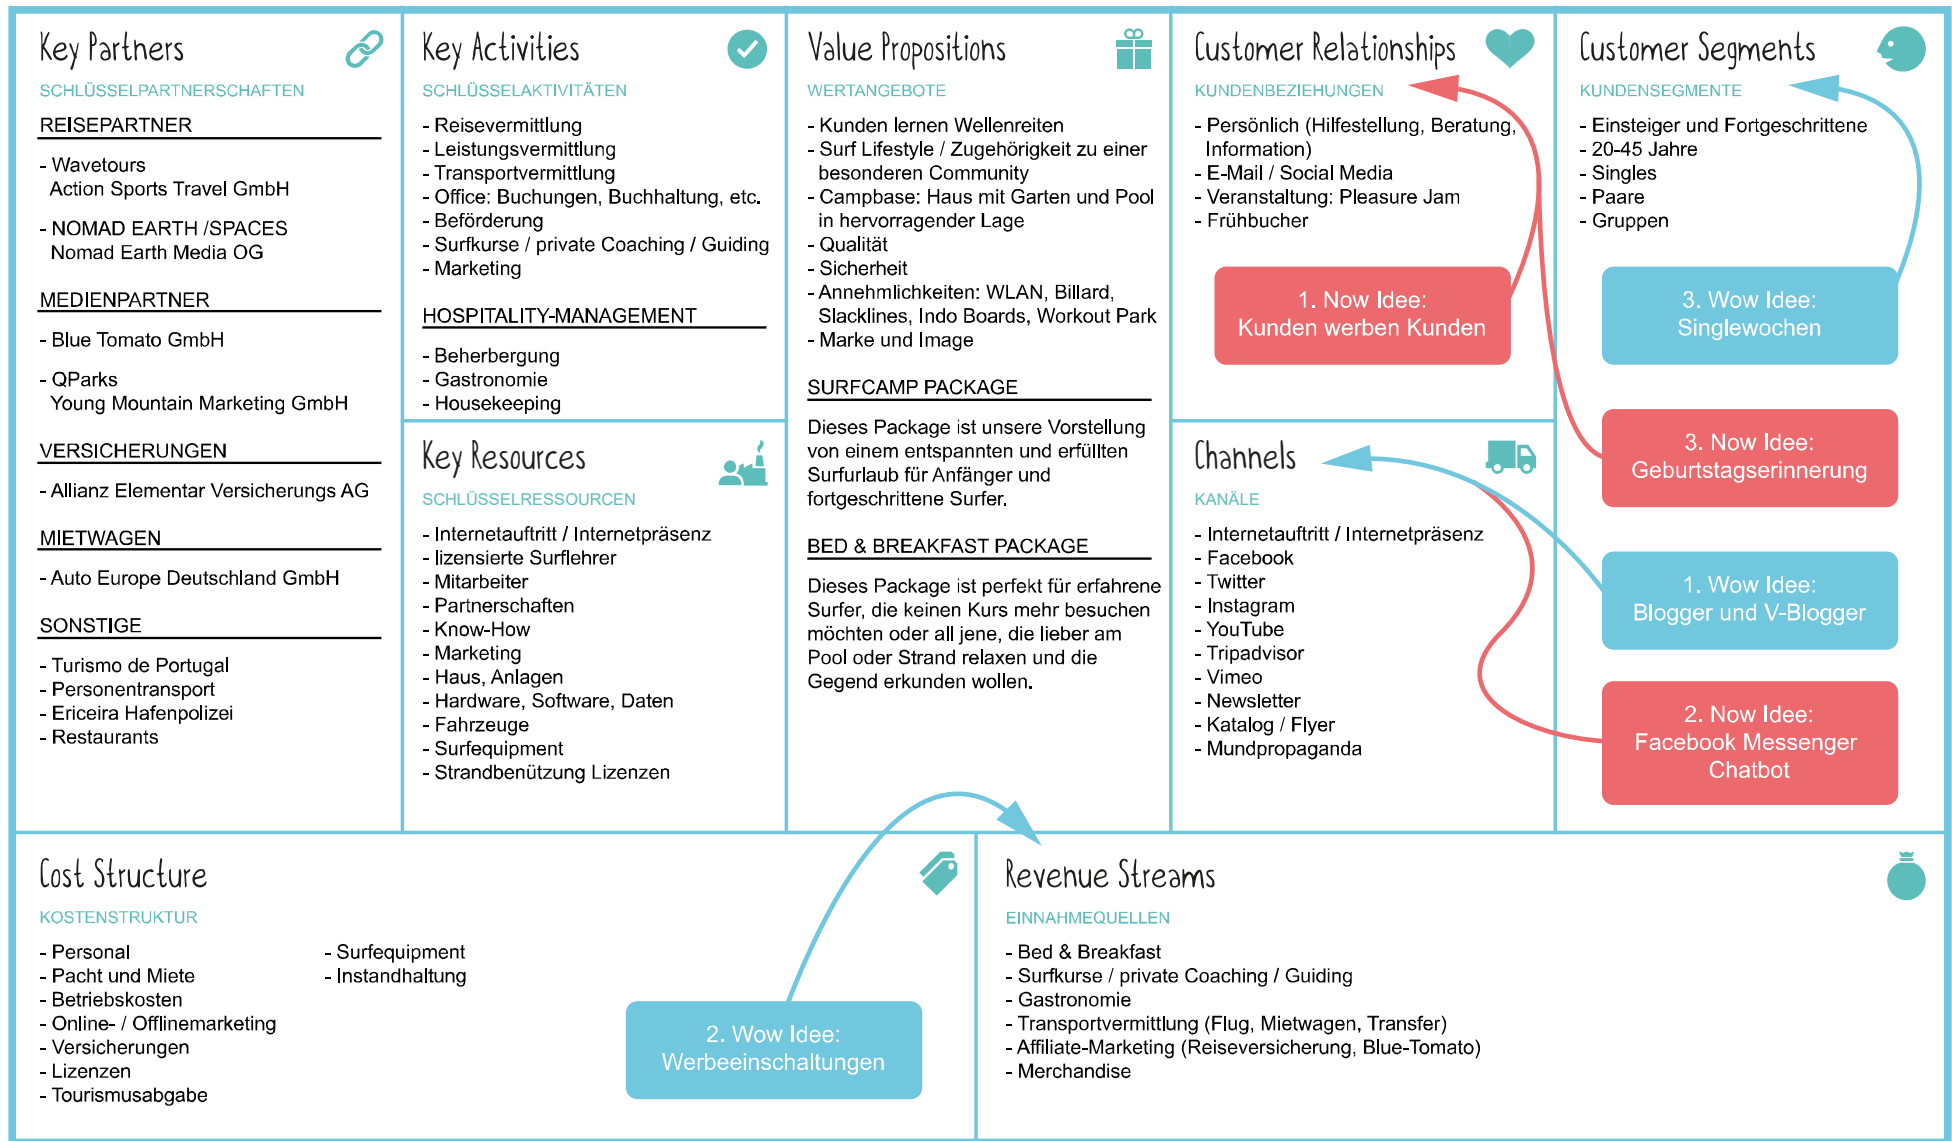 Key Partners
SCHLÜSSELPARTNERSCHAFTEN
REISEPARTNER
- Wavetours
Action Sports Travel GmbH
- NOMAD EARTH /SPACES
Nomad Earth Media OG
MEDIENPARTNER
- Blue Tomato GmbH
- QParks
Young Mountain Marketing GmbH
VERSICHERUNGEN
- Allianz Elementar Versicherungs AG
MIETWAGEN
- Auto Europe Deutschland GmbH
SONSTIGE
- Turismo de Portugal
- Personentransport
- Ericeira Hafenpolizei
- Restaurants
Key Activities
SCHLÜSSELAKTIVITÄTEN
- Reisevermittlung
- Leistungsvermittlung
- Transportvermittlung
- Office: Buchungen, Buchhaltung, etc.
- Beförderung
- Surfkurse / private Coaching / Guiding
- Marketing
HOSPITALITY-MANAGEMENT
- Beherbergung
- Gastronomie
- Housekeeping
Key Resources
SCHLÜSSELRESSOURCEN
- Internetauftritt / Internetpräsenz
- lizensierte Surflehrer
- Mitarbeiter
- Partnerschaften
- Know-How
- Marketing
- Haus, Anlagen
- Hardware, Software, Daten
- Fahrzeuge
- Surfequipment
- Strandbenützung Lizenzen
Value Propositions
WERTANGEBOTE
- Kunden lernen Wellenreiten
- Surf Lifestyle / Zugehörigkeit zu einer
besonderen Community
- Campbase: Haus mit Garten und Pool
in hervorragender Lage
- Qualität
- Sicherheit
- Annehmlichkeiten: WLAN, Billard,
Slacklines, Indo Boards, Workout Park
- Marke und Image
SURFCAMP PACKAGE
Dieses Package ist unsere Vorstellung
von einem entspannten und erfüllten
Surfurlaub für Anfänger und
fortgeschrittene Surfer.
BED & BREAKFAST PACKAGE
Dieses Package ist perfekt für erfahrene
Surfer, die keinen Kurs mehr besuchen
möchten oder all jene, die lieber am
Pool oder Strand relaxen und die
Gegend erkunden wollen.
Customer Relationships
KUNDENBEZIEHUNGEN
- Persönlich (Hilfestellung, Beratung,
Information)
- E-Mail / Social Media
- Veranstaltung: Pleasure Jam
- Frühbucher
1. Now Idee:
Kunden werben Kunden
Channels
KANÄLE
- Internetauftritt / Internetpräsenz
- Facebook
- Twitter
- Instagram
- YouTube
- Tripadvisor
- Vimeo
- Newsletter
- Katalog / Flyer
- Mundpropaganda
Customer Segments
KUNDENSEGMENTE
- Einsteiger und Fortgeschrittene
- 20-45 Jahre
- Singles
- Paare
- Gruppen
3. Wow Idee:
Singlewochen
3. Now Idee:
Geburtstagserinnerung
1. Wow Idee:
Blogger und V-Blogger
2. Now Idee:
Facebook Messenger
Chatbot
Cost Structure
KOSTENSTRUKTUR
- Personal
- Pacht und Miete
- Betriebskosten
- Online- / Offlinemarketing
- Versicherungen
- Lizenzen
- Tourismusabgabe
- Surfequipment
- Instandhaltung
2. Wow Idee:
Werbeeinschaltungen
Revenue Streams
EINNAHMEQUELLEN
- Bed & Breakfast
- Surfkurse / private Coaching / Guiding
- Gastronomie
- Transportvermittlung (Flug, Mietwagen, Transfer)
- Affiliate-Marketing (Reiseversicherung, Blue-Tomato)
- Merchandise